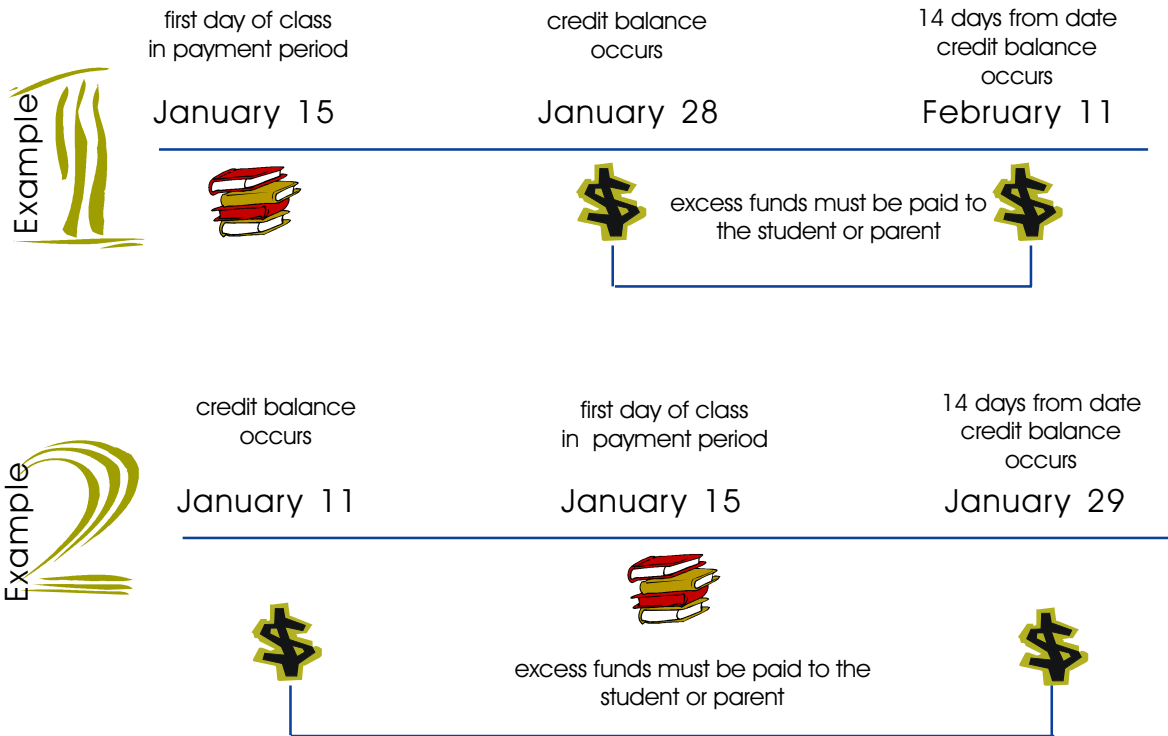 Example 1
first day of class
in payment period
January 15
credit balance
occurs
January 28
14 days from date
credit balance
occurs
February 11
$
$
excess funds must be paid to
the student or parent
Example 2
credit balance
occurs
January 11
first day of class
in payment period
January 15
14 days from date
credit balance
occurs
January 29
$
$
excess funds must be paid to the
student or parent